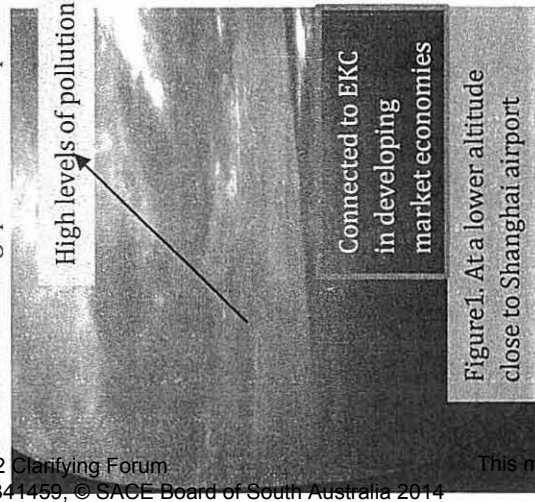 High levels of pollution
Connected to EKC
in developing
market economies
Figure1. At a lower altitude
close to Shanghai airport
2 Clarifying Forum
341459, © SACE Board of South Australia 2014
This m